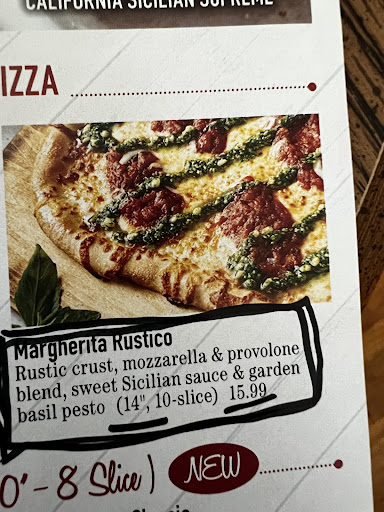 CALIFORNIA SICILIAN SUPREME
IZZA
Margherita Rustico
Rustic crust, mozzarella & provolone
blend, sweet Sicilian sauce & garden
basil pesto (14", 10-slice) 15.99
0" - 8 Slice) NEW